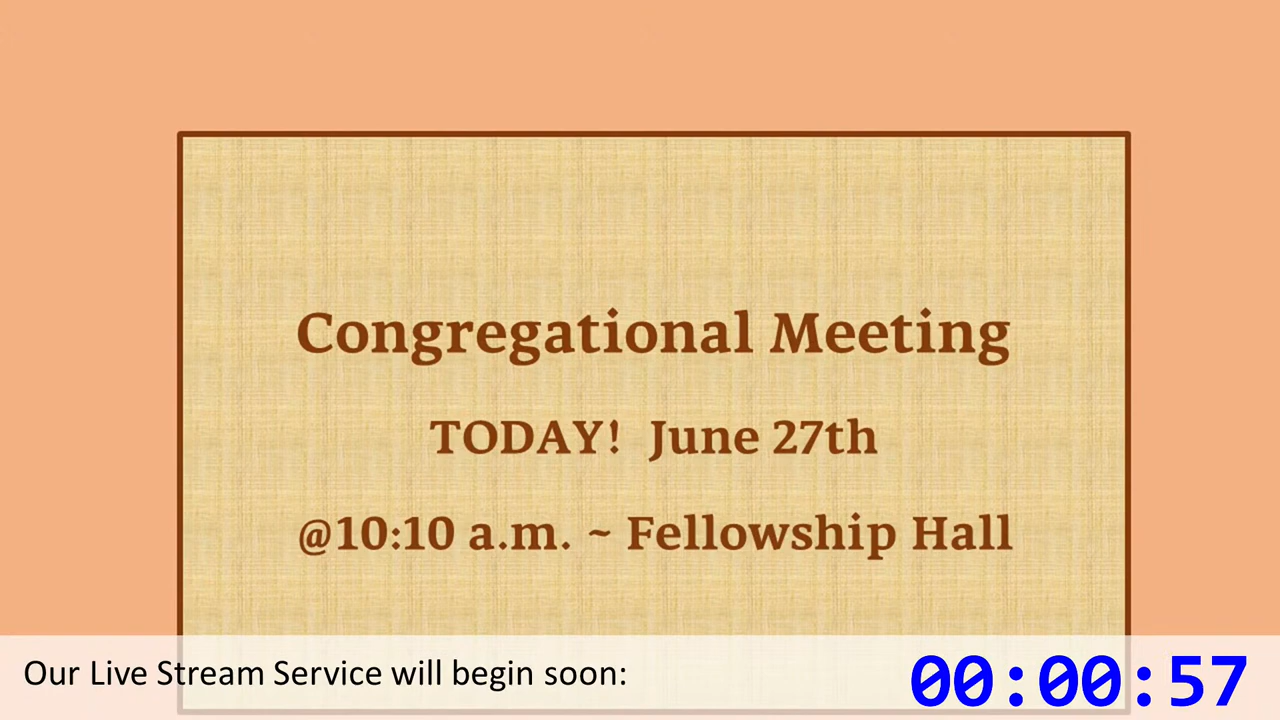 Congregational Meeting
TODAY! June 27th
@10:10 a.m. ~ Fellowship Hall
Our Live Stream Service will begin soon: 00:00:57